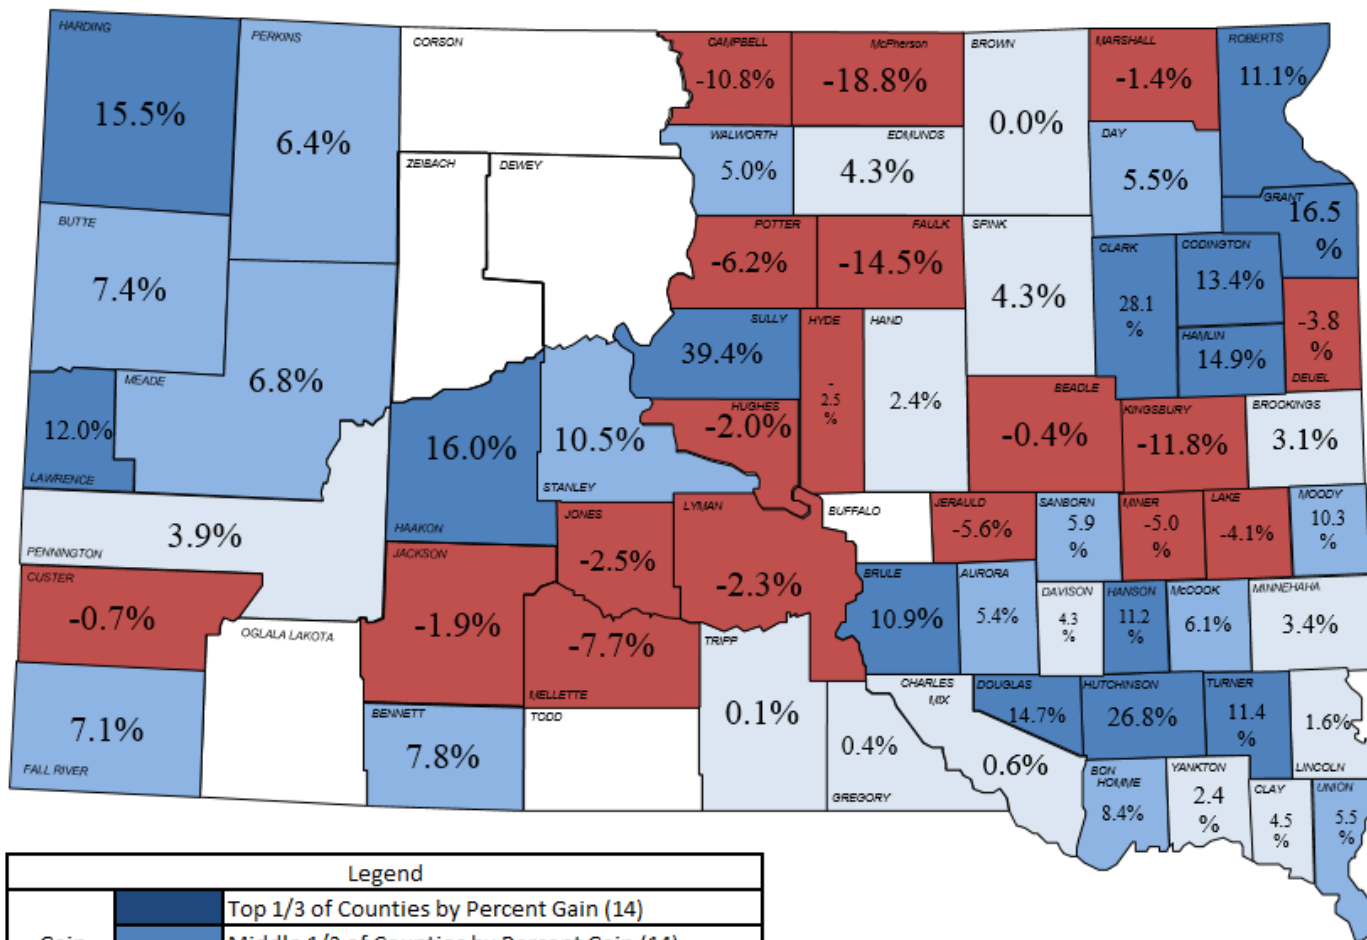 HARDING
15.5%
PERKINS
6.4%
CORSON
CAMPBELL
-10.8%
McPherson
-18.8%
BROWN
0.0%
MARSHALL
-1.4%
ROBERTS
11.1%
WALWORTH
5.0%
EDMUNDS
4.3%
DAY
5.5%
ZEIBACH
DEWEY
GRANT
16.5
%
BUTTE
7.4%
POTTER
-6.2%
FAULK
-14.5%
SPINK
4.3%
CLARK
28.1
%
CODINGTON
13.4%
HAMLIN
14.9%
-3.8
%
DEUEL
MEADE
6.8%
SULLY
39.4%
HYDE
-
2.5
%
HAND
2.4%
BEADLE
-0.4%
KINGSBURY
-11.8%
BROOKINGS
3.1%
12.0%
LAWRENCE
16.0%
HAAKON
10.5%
STANLEY
HUGHES
-2.0%
3.9%
PENNINGTON
JONES
-2.5%
LYMAN
-2.3%
BUFFALO
JERAULD
-5.6%
SANBORN
5.9
%
MINER
-5.0
%
LAKE
-4.1%
MOODY
10.3
%
CUSTER
-0.7%
OGLALA LAKOTA
JACKSON
-1.9%
-7.7%
MELLETTE
TRIPP
0.1%
BRULE
10.9%
AURORA
5.4%
DAVISON
4.3
%
HANSON
11.2
%
McCOOK
6.1%
MINNEHAHA
3.4%
7.1%
FALL RIVER
BENNETT
7.8%
TODD
0.4%
GREGORY
CHARLES
MIX
0.6%
DOUGLAS
14.7%
HUTCHINSON
26.8%
TURNER
11.4
%
1.6%
LINCOLN
BON
HOMME
8.4%
YANKTON
2.4
%
CLAY
4.5
%
UNION
5.5
%
Legend
Top 1/3 of Counties by Percent Gain (14)
Gain
Middle 1/3 of Counties by Percent Gain (14)